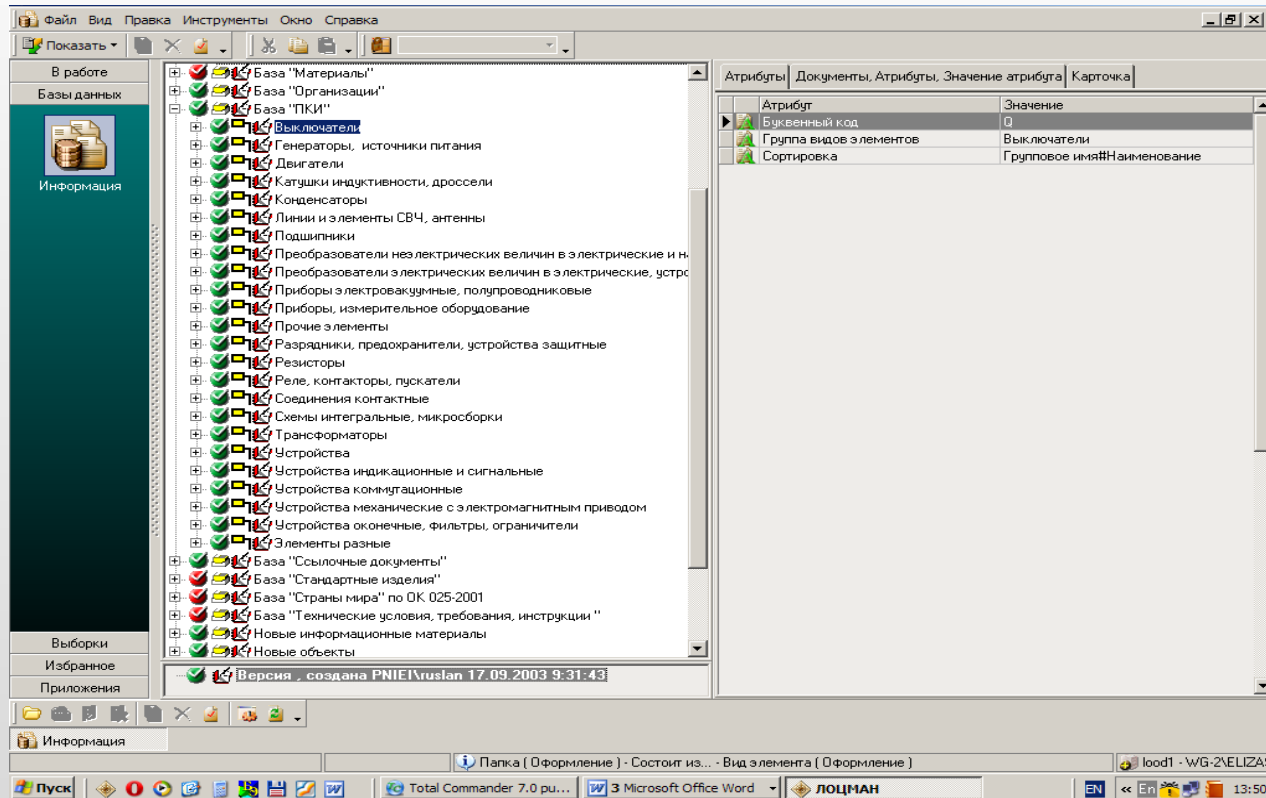 Файл Вид Правка Инструменты Окно Справка
Показать
В работе
Базы данных
Информация
База "Материалы"
База "Организации"
База "ПКИ"
Выключатели
Генераторы, источники питания
Двигатели
Катушки индуктивности, дроссели
Конденсаторы
Линии и элементы СВЧ, антенны
Подшипники
Преобразователи неэлектрических величин в электрические и н
Преобразователи электрических величин в электрические, устро
Приборы электровакуумные, полупроводниковые
Приборы, измерительное оборудование
Прочие элементы
Разрядники, предохранители, устройства защитные
Резисторы
Реле, контакторы, пускатели
Соединения контактные
Схемы интегральные, микросборки
Трансформаторы
Устройства
Устройства индикационные и сигнальные
Устройства коммутационные
Устройства механические с электромагнитным приводом
Устройства оконечные, фильтры, ограничители
Элементы разные
База "Ссылочные документы"
База "Стандартные изделия"
База "Страны мира" по ОК 025-2001
База "Технические условия, требования, инструкции "
Новые информационные материалы
Новые объекты
Версия , создана PNIEI\ruslan 17.09.2003 9:31:43
Атрибуты Документы, Атрибуты, Значение атрибута Карточка
Атрибут Значение
Буквенный код Q
Группа видов элементов Выключатели
Сортировка Групповое имя#Наименование
Выборки
Избранное
Приложения
Информация
Папка ( Оформление ) - Состоит из... - Вид элемента ( Оформление )
lood1 - WG-2\ELIZA
Пуск Total Commander 7.0 pu... 3 Microsoft Office Word ЛОЦМАН EN « En 13:50